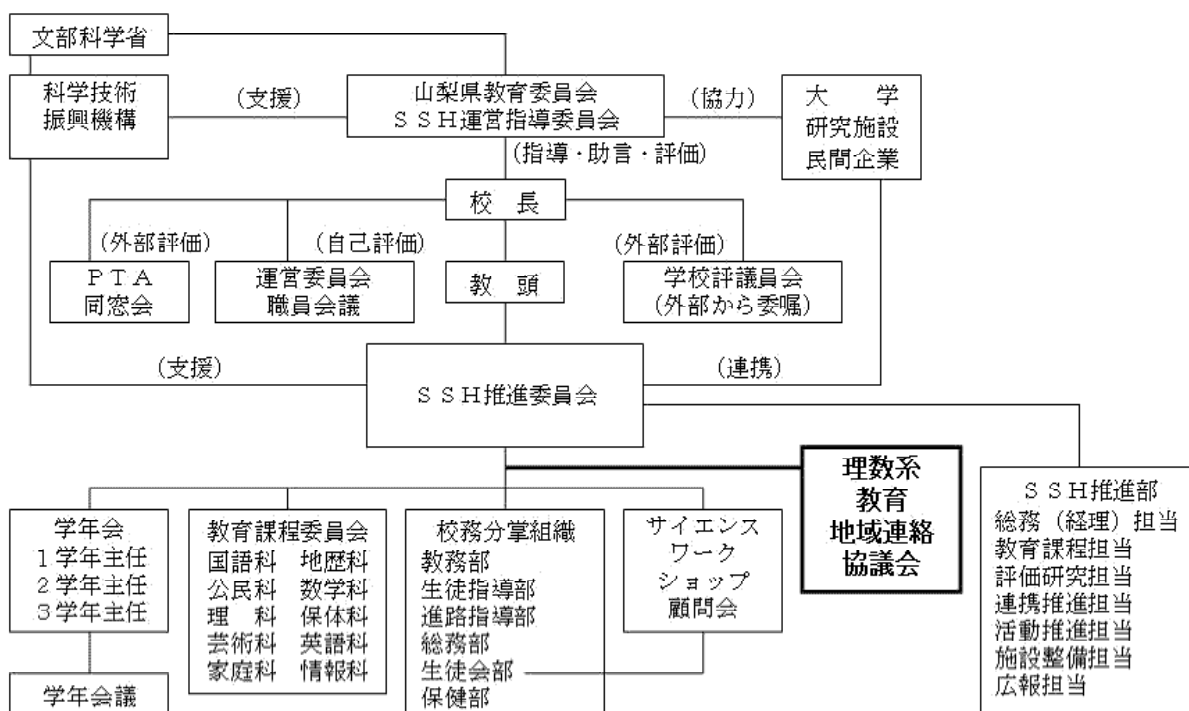 文部科学省
科学技術
振興機構
(支援)
山梨県教育委員会
ＳＳＨ運営指導委員会
(協力)
大　学
研究施設
民間企業
(指導・助言・評価)
校　長
(外部評価)
(自己評価)
(外部評価)
ＰＴＡ
同窓会
運営委員会
職員会議
教　頭
学校評議員会
(外部から委嘱)
(支援)
ＳＳＨ推進委員会
(連携)
理数系
教育
地域連絡
協議会
学年会
１学年主任
２学年主任
３学年主任
学年会議
教育課程委員会
国語科　地歴科
公民科　数学科
理　科　保体科
芸術科　英語科
家庭科　情報科
校務分掌組織
教務部
生徒指導部
進路指導部
総務部
生徒会部
保健部
サイエンス
ワーク
ショップ
顧問会
ＳＳＨ推進部
総務（経理）担当
教育課程担当
評価研究担当
連携推進担当
活動推進担当
施設整備担当
広報担当